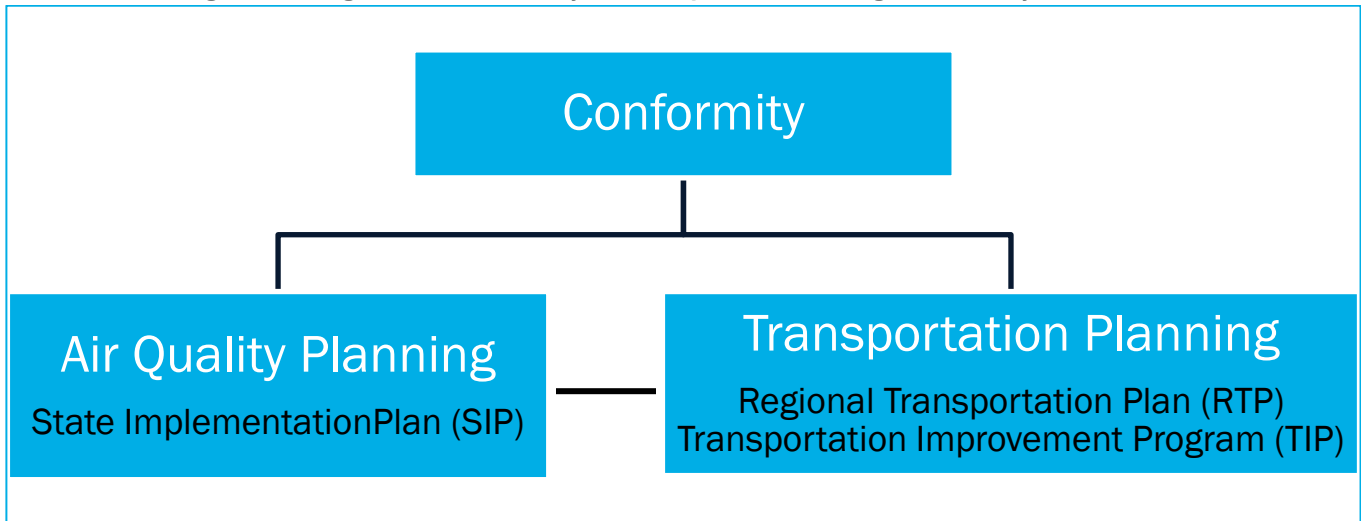 Conformity
Air Quality Planning
State ImplementationPlan (SIP)
Transportation Planning
Regional Transportation Plan (RTP)
Transportation Improvement Program (TIP)